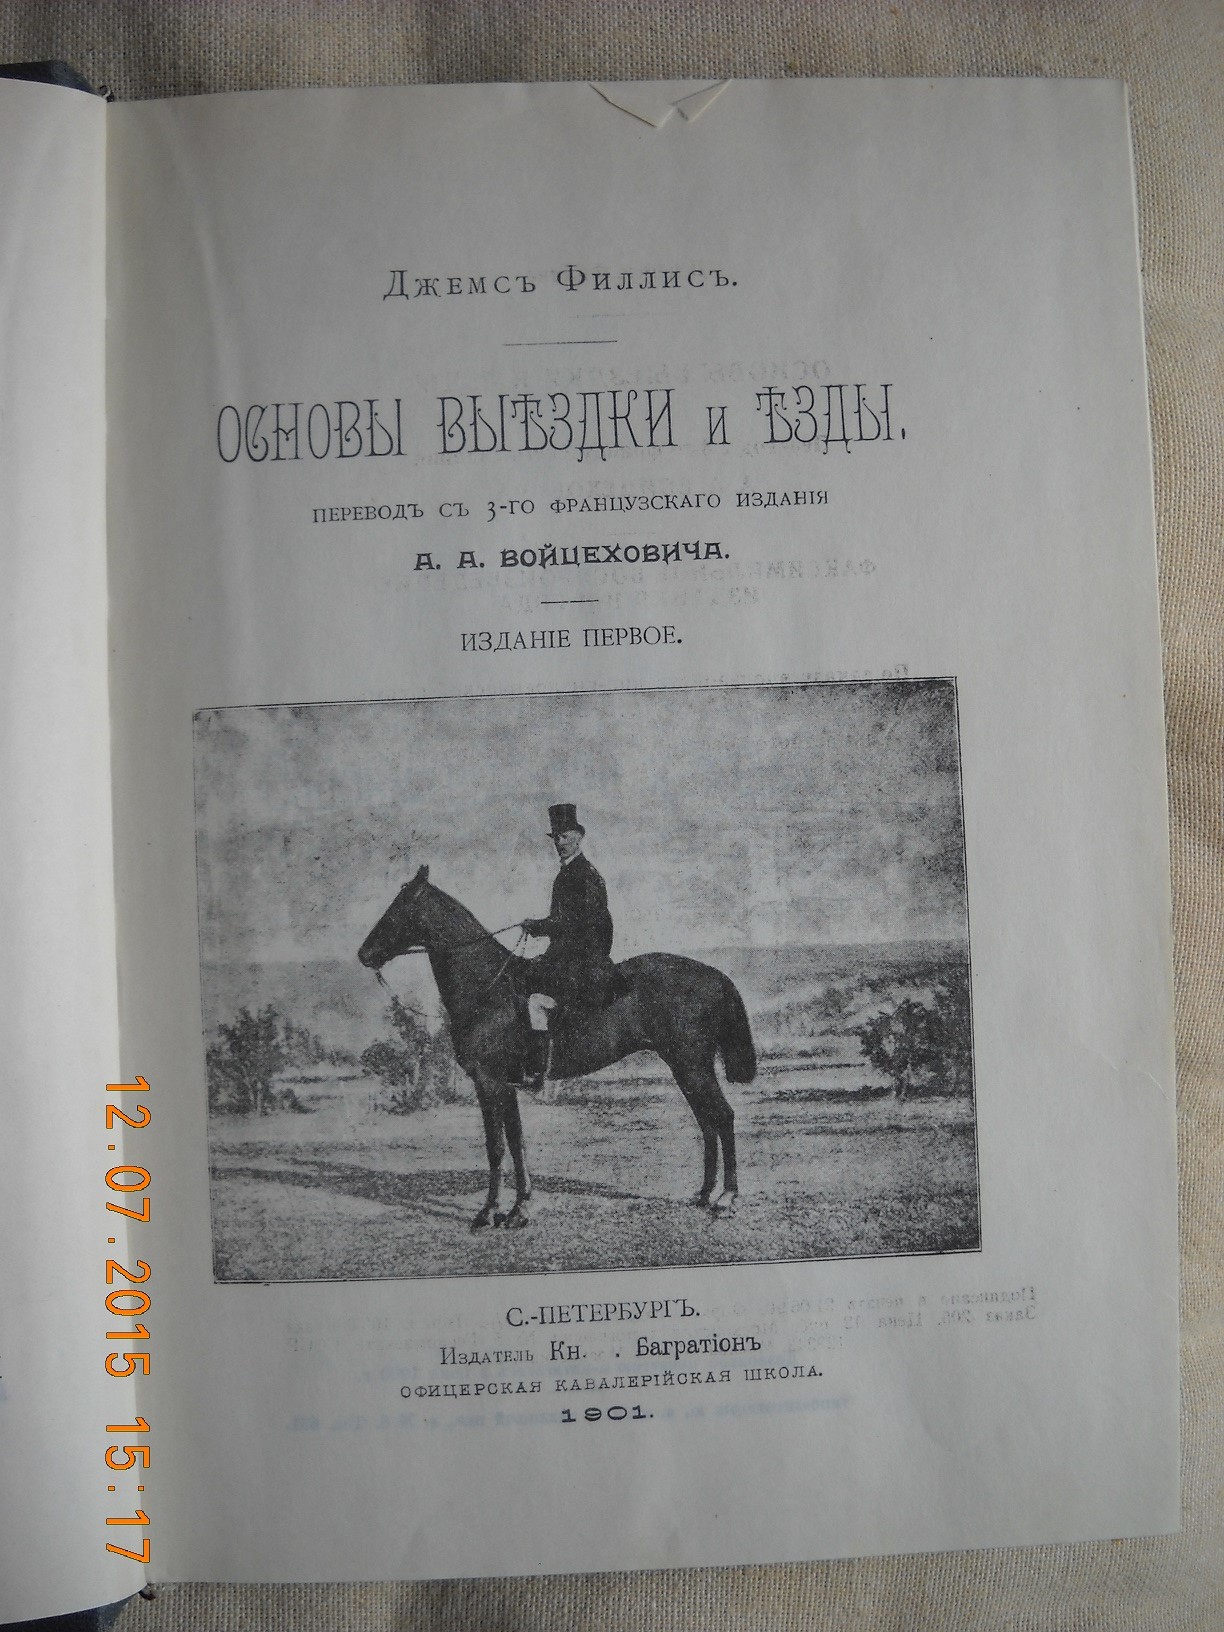 Джемсъ Филлисъ.
ОСНОВЫ ВЫѢЗДКИ и ѢЗДЫ.
ПЕРЕВОДЪ СЪ 3-ГО ФРАНЦУЗСКАГО ИЗДАНІЯ
А. А. ВОЙЦЕХОВИЧА.
ИЗДАНІЕ ПЕРВОЕ.
С.-ПЕТЕРБУРГЪ.
Издатель Кн. . Багратіонъ
ОФИЦЕРСКАЯ КАВАЛЕРІЙСКАЯ ШКОЛА.
1901.
12.07.2015 15:17